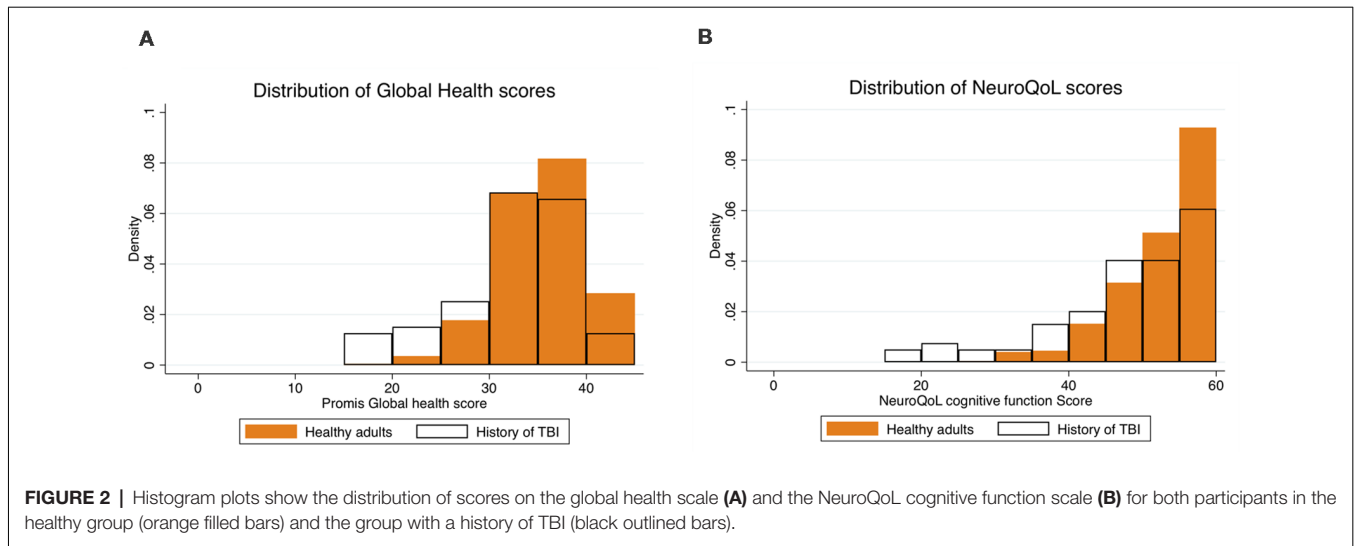 A
Distribution of Global Health scores
.1
.08
.06
.04
.02
0
Density
0 10 20 30 40
Promis Global health score
Healthy adults History of TBI
B
Distribution of NeuroQoL scores
.1
.08
.06
.04
.02
0
Density
0 20 40 60
NeuroQoL cognitive function Score
Healthy adults History of TBI
FIGURE 2 | Histogram plots show the distribution of scores on the global health scale (A) and the NeuroQoL cognitive function scale (B) for both participants in the
healthy group (orange filled bars) and the group with a history of TBI (black outlined bars).